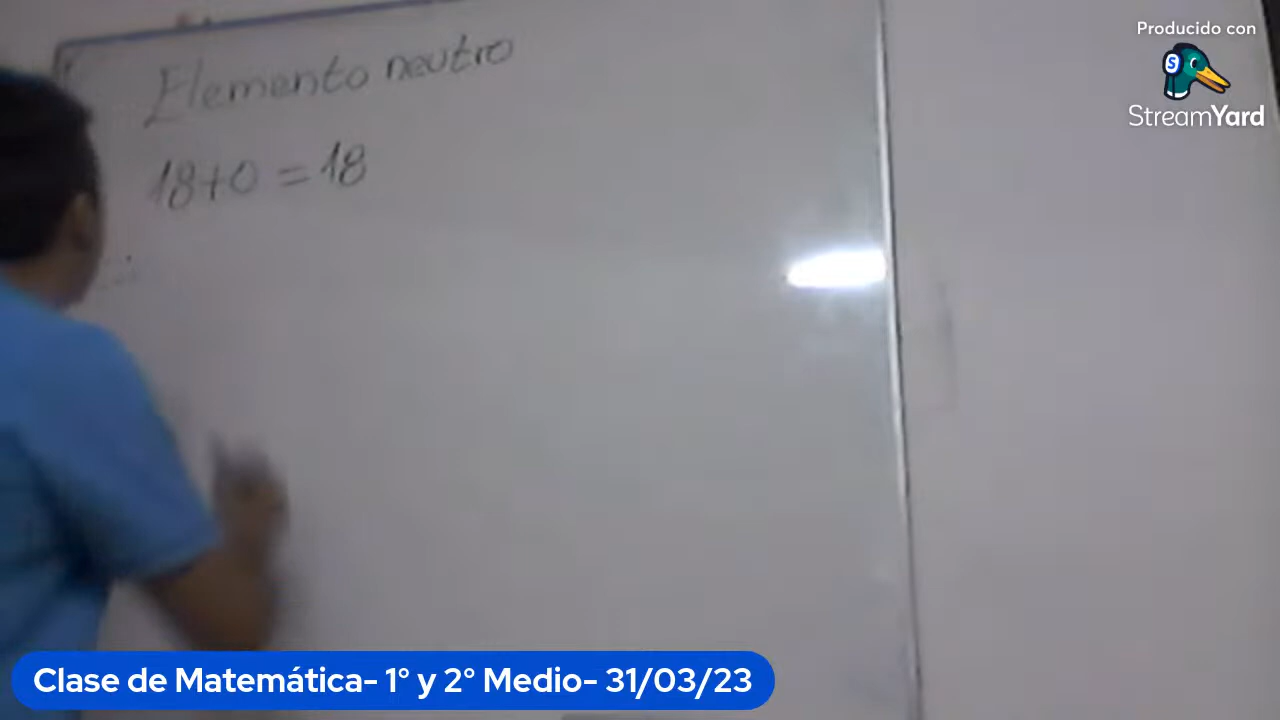 Elemento neutro
18+0 = 18
Producido con
StreamYard
Clase de Matemática- 1° y 2° Medio- 31/03/23